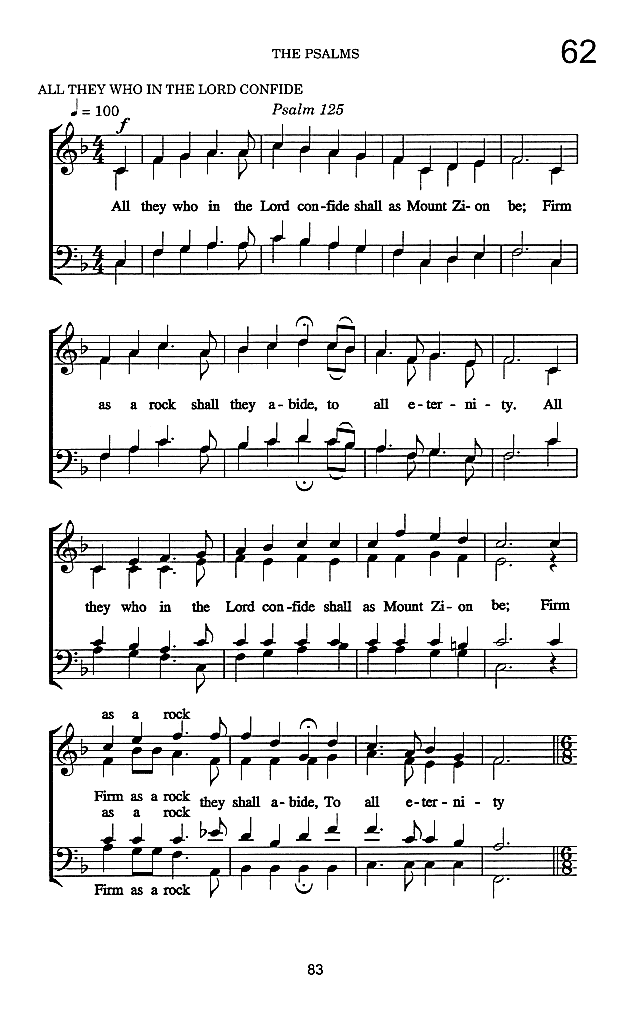 62
THE PSALMS
ALL THEY WHO IN THE LORD CONFIDE
♩ = 100 Psalm 125
f
All they who in the Lord con-fide shall as Mount Zi- on be; Firm
as a rock shall they a- bide, to all e - ter - ni - ty. All
they who in the Lord con-fide shall as Mount Zi- on be; Firm
as a rock
Firm as a rock they shall a- bide, To all e-ter - ni - ty
as a rock
Firm as a rock
83